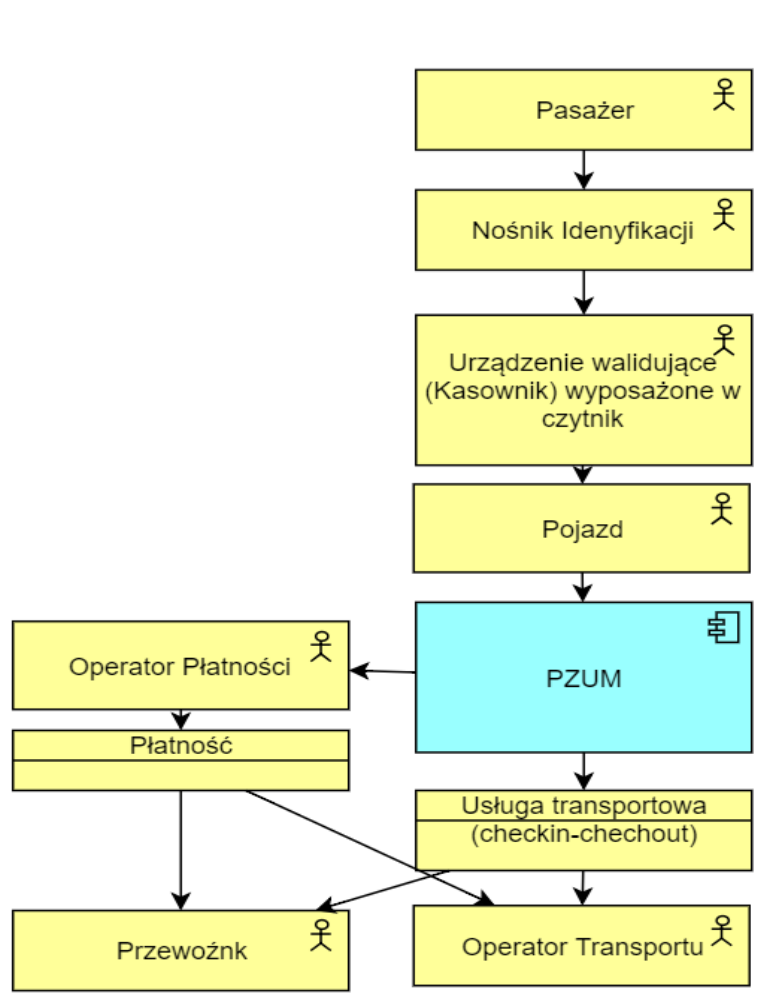 Pasażer
Nośnik Idenyfikacji
Urządzenie walidujące
(Kasownik) wyposażone w
czytnik
Pojazd
Operator Płatności
PZUM
Płatność
Usługa transportowa
(checkin-chechout)
Przewoźnk
Operator Transportu